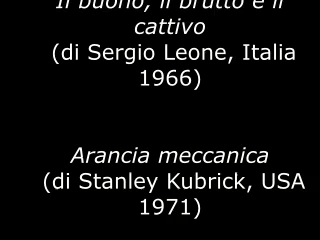 Il buono, il brutto e il
cattivo
(di Sergio Leone, Italia
1966)
Arancia meccanica
(di Stanley Kubrick, USA
1971)